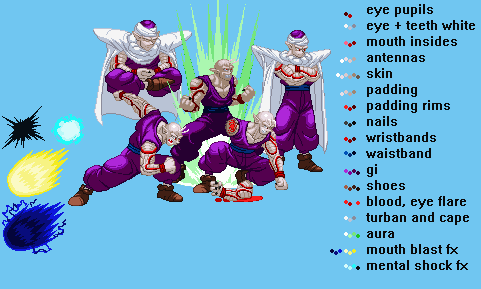 eye pupils
eye + teeth white
mouth insides
antennas
skin
padding
padding rims
nails
wristbands
waistband
gi
shoes
blood, eye flare
turban and cape
aura
mouth blast fx
mental shock fx